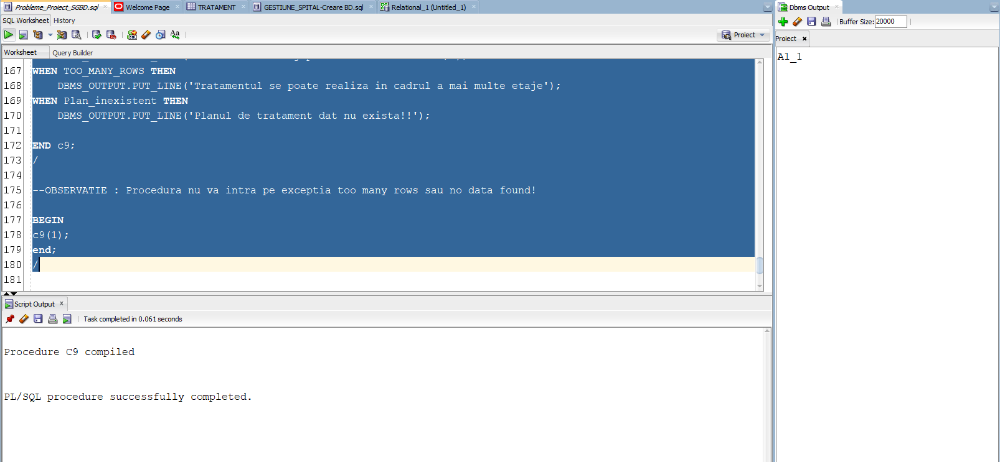 Probleme_Proiect_SGBD.sql
Welcome Page
TRATAMENT
GESTIUNE_SPITAL-Creare BD.sql
Relational_1 (Untitled_1)
SQL Worksheet History
Proiect
Worksheet Query Builder
167 WHEN TOO_MANY_ROWS THEN
168 DBMS_OUTPUT.PUT_LINE('Tratamentul se poate realiza in cadrul a mai multe etaje');
169 WHEN Plan_inexistent THEN
170 DBMS_OUTPUT.PUT_LINE('Planul de tratament dat nu exista!!');
171
172 END c9;
173 /
174
175 --OBSERVATIE : Procedura nu va intra pe exceptia too many rows sau no data found!
176
177 BEGIN
178 c9(1);
179 end;
180 /
181
Script Output x
Task completed in 0.061 seconds
Procedure C9 compiled
PL/SQL procedure successfully completed.
Dbms Output
Buffer Size: 20000
Proiect x
A1_1